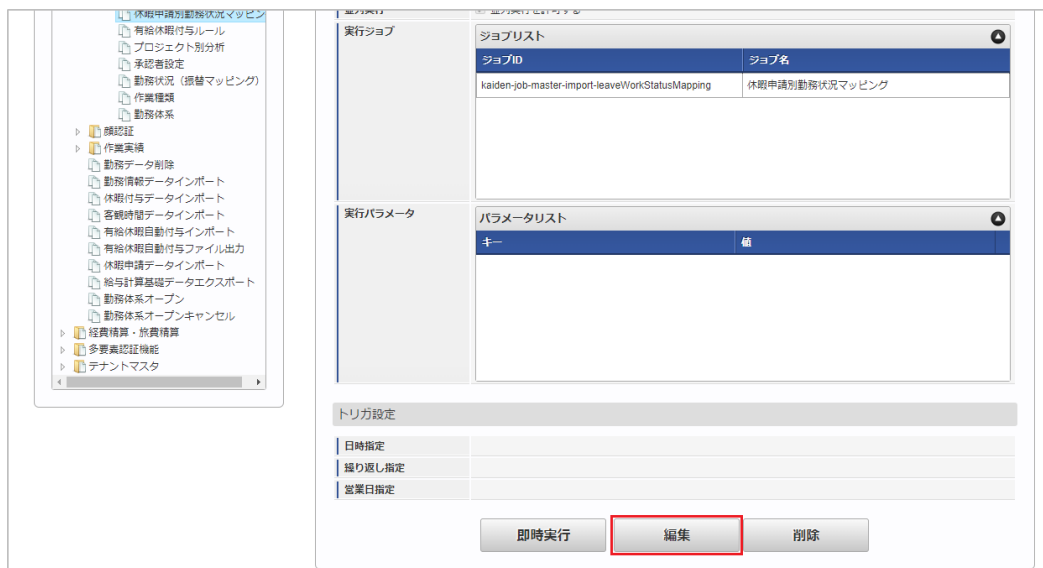 休暇申請別勤務状況マッピン
有給休暇付与ルール
プロジェクト別分析
承認者設定
勤務状況（振替マッピング）
作業種類
勤務体系
顔認証
作業実績
勤務データ削除
勤務情報データインポート
休暇付与データインポート
客観時間データインポート
有給休暇自動付与インポート
有給休暇自動付与ファイル出力
休暇申請データインポート
給与計算基礎データエクスポート
勤務体系オープン
勤務体系オープンキャンセル
経費精算・旅費精算
多要素認証機能
テナントマスタ
並列実行 並列実行を許可する
実行ジョブ
ジョブリスト
ジョブID ジョブ名
kaiden-job-master-import-leaveWorkStatusMapping 休暇申請別勤務状況マッピング
実行パラメータ
パラメータリスト
キー 値
トリガ設定
日時指定
繰り返し指定
営業日指定
即時実行 編集 削除